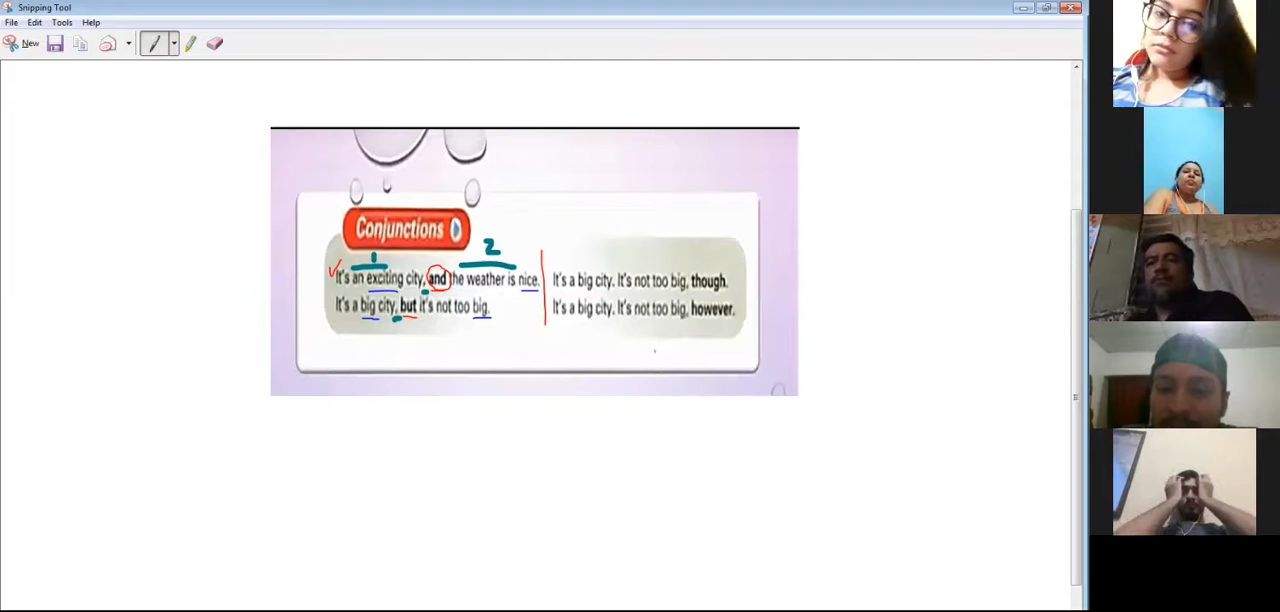 Snipping Tool
File Edit Tools Help
New
Conjunctions
1 2
It's an exciting city, and the weather is nice.
It's a big city, but it's not too big.
It's a big city. It's not too big, though.
It's a big city. It's not too big, however.